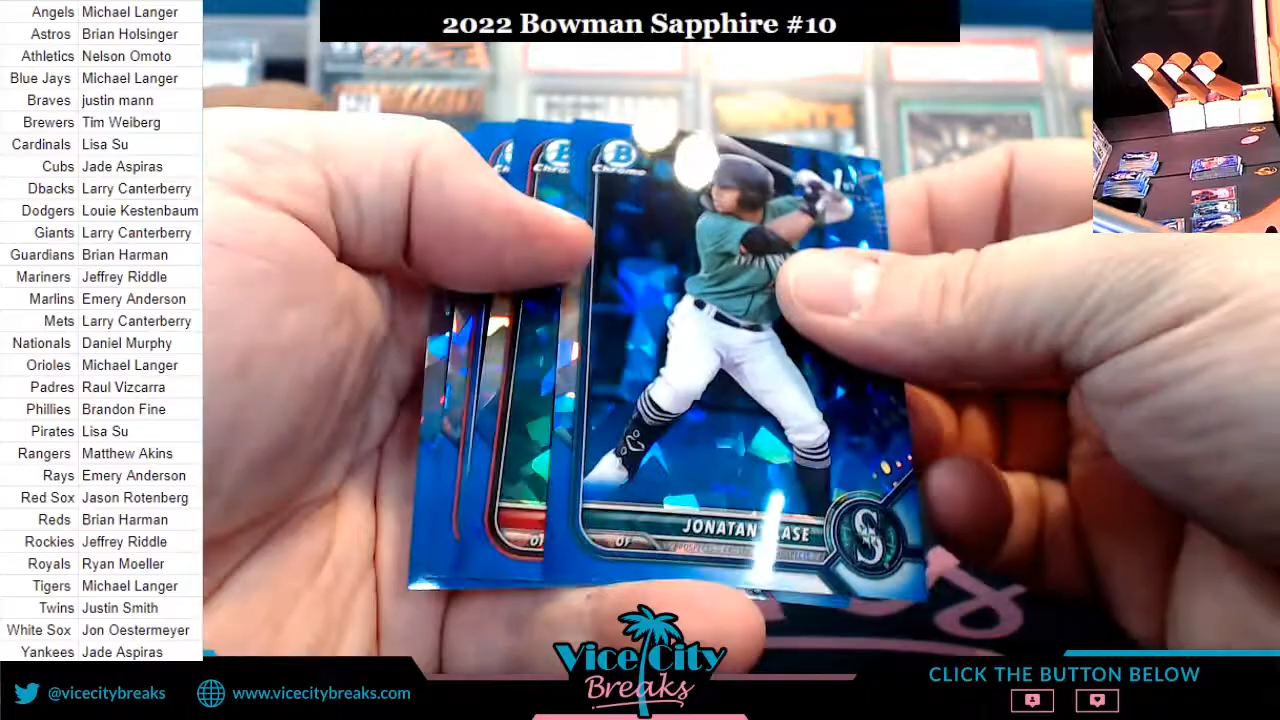 2022 Bowman Sapphire #10
Angels Michael Langer
Astros Brian Holsinger
Athletics Nelson Omoto
Blue Jays Michael Langer
Braves justin mann
Brewers Tim Weiberg
Cardinals Lisa Su
Cubs Jade Aspiras
Dbacks Larry Canterberry
Dodgers Louie Kestenbaum
Giants Larry Canterberry
Guardians Brian Harman
Mariners Jeffrey Riddle
Marlins Emery Anderson
Mets Larry Canterberry
Nationals Daniel Murphy
Orioles Michael Langer
Padres Raul Vizcarra
Phillies Brandon Fine
Pirates Lisa Su
Rangers Matthew Akins
Rays Emery Anderson
Red Sox Jason Rotenberg
Reds Brian Harman
Rockies Jeffrey Riddle
Royals Ryan Moeller
Tigers Michael Langer
Twins Justin Smith
White Sox Jon Oestermeyer
Yankees Jade Aspiras
B
Chrome
1st
JONATAN
OF
S
@vicecitybreaks
www.vicecitybreaks.com
Vice City
Breaks
CLICK THE BUTTON BELOW